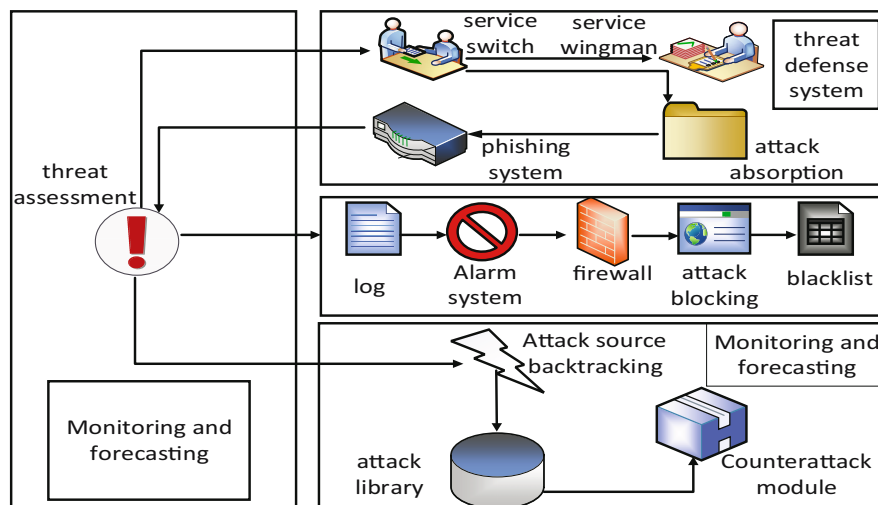 threat
assessment
Monitoring and
forecasting
service
switch
service
wingman
threat
defense
system
phishing
system
attack
absorption
log
Alarm
system
firewall
attack
blocking
blacklist
Attack source
backtracking
Monitoring and
forecasting
attack
library
Counterattack
module